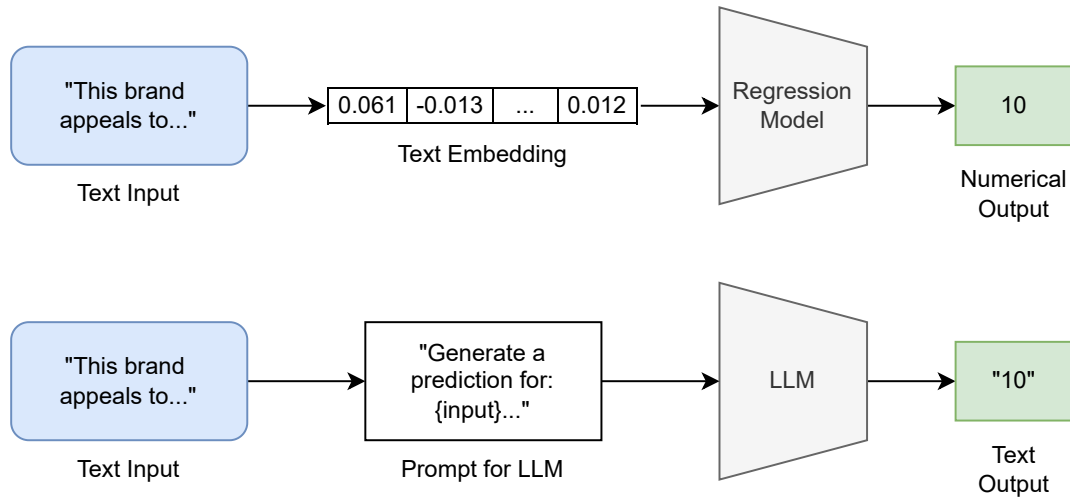 "This brand
appeals to..."
Text Input
0.061 -0.013 ... 0.012
Text Embedding
Regression
Model
10
Numerical
Output
"This brand
appeals to..."
Text Input
"Generate a
prediction for:
{input}..."
Prompt for LLM
LLM
"10"
Text
Output